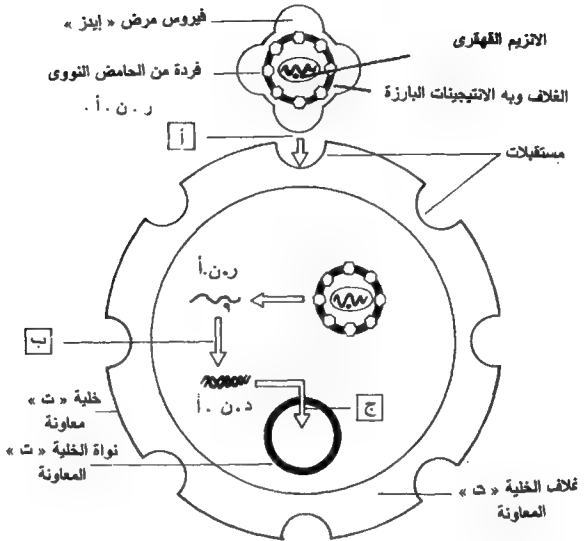 فيروس مرض « إيدز »
الانزيم القهقرى
فردة من الحامض النووى
ر . ن . أ .
الغلاف وبه الانتيجينات البارزة
أ
مستقبلات
ر.ن.أ
ب
د.ن.أ
ج
خلية « ت »
معاونة
نواة الخلية « ت »
المعاونة
غلاف الخلية « ت »
المعاونة